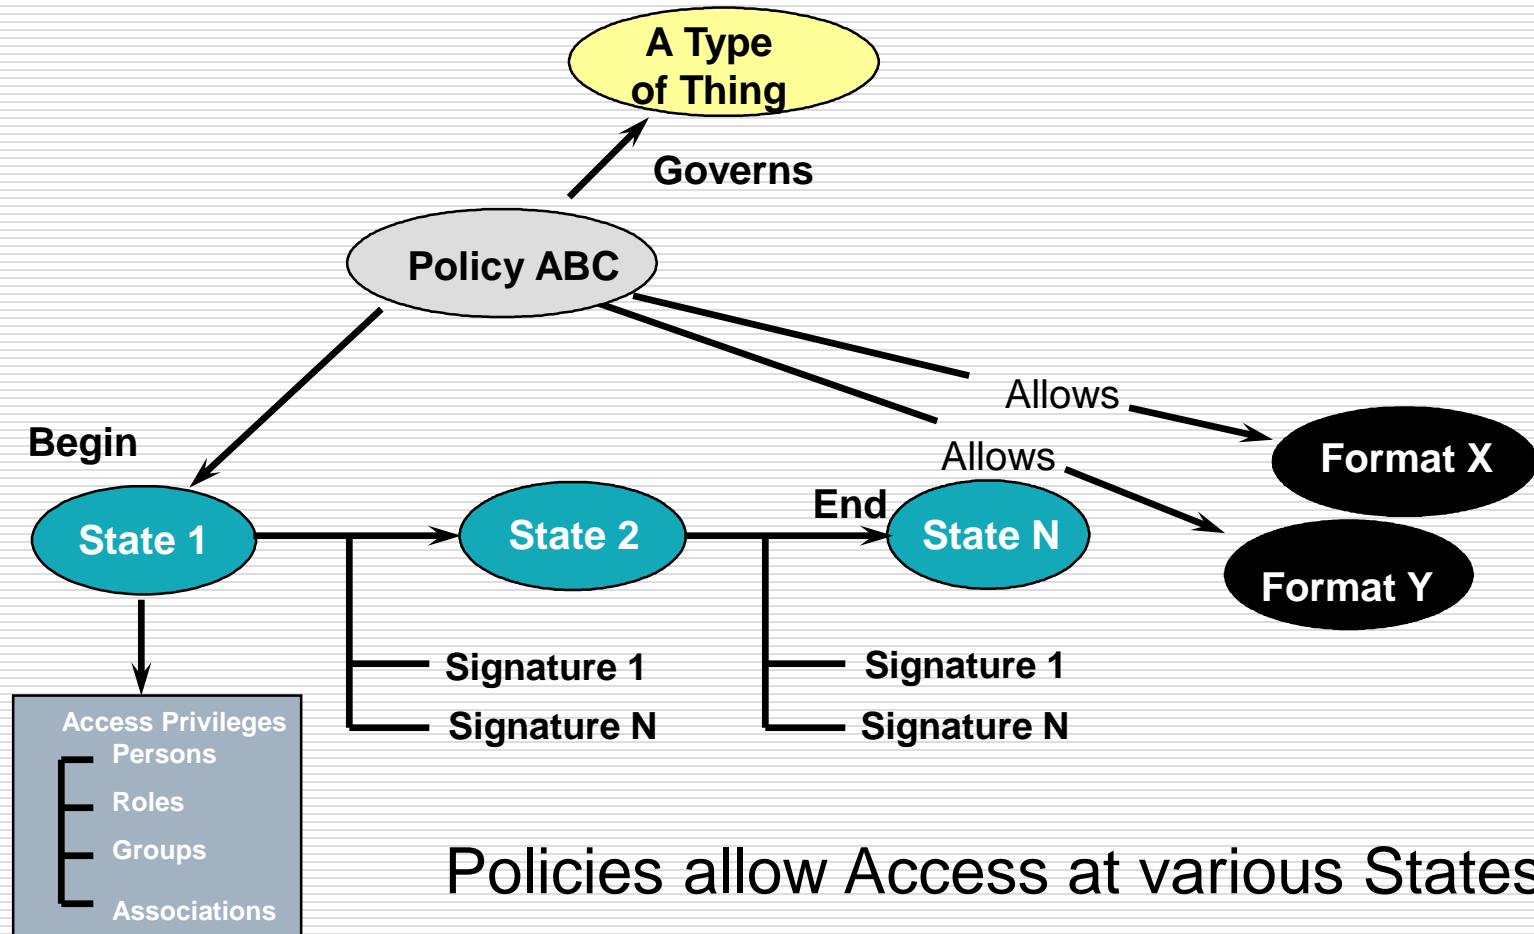 A Type
of Thing
Governs
Policy ABC
Allows
Format X
Begin
Allows
End
State 1
State 2
State N
Format Y
Signature 1
Signature 1
Signature N
Signature N
Access Privileges
Persons
Roles
Groups
Associations
Policies allow Access at various States